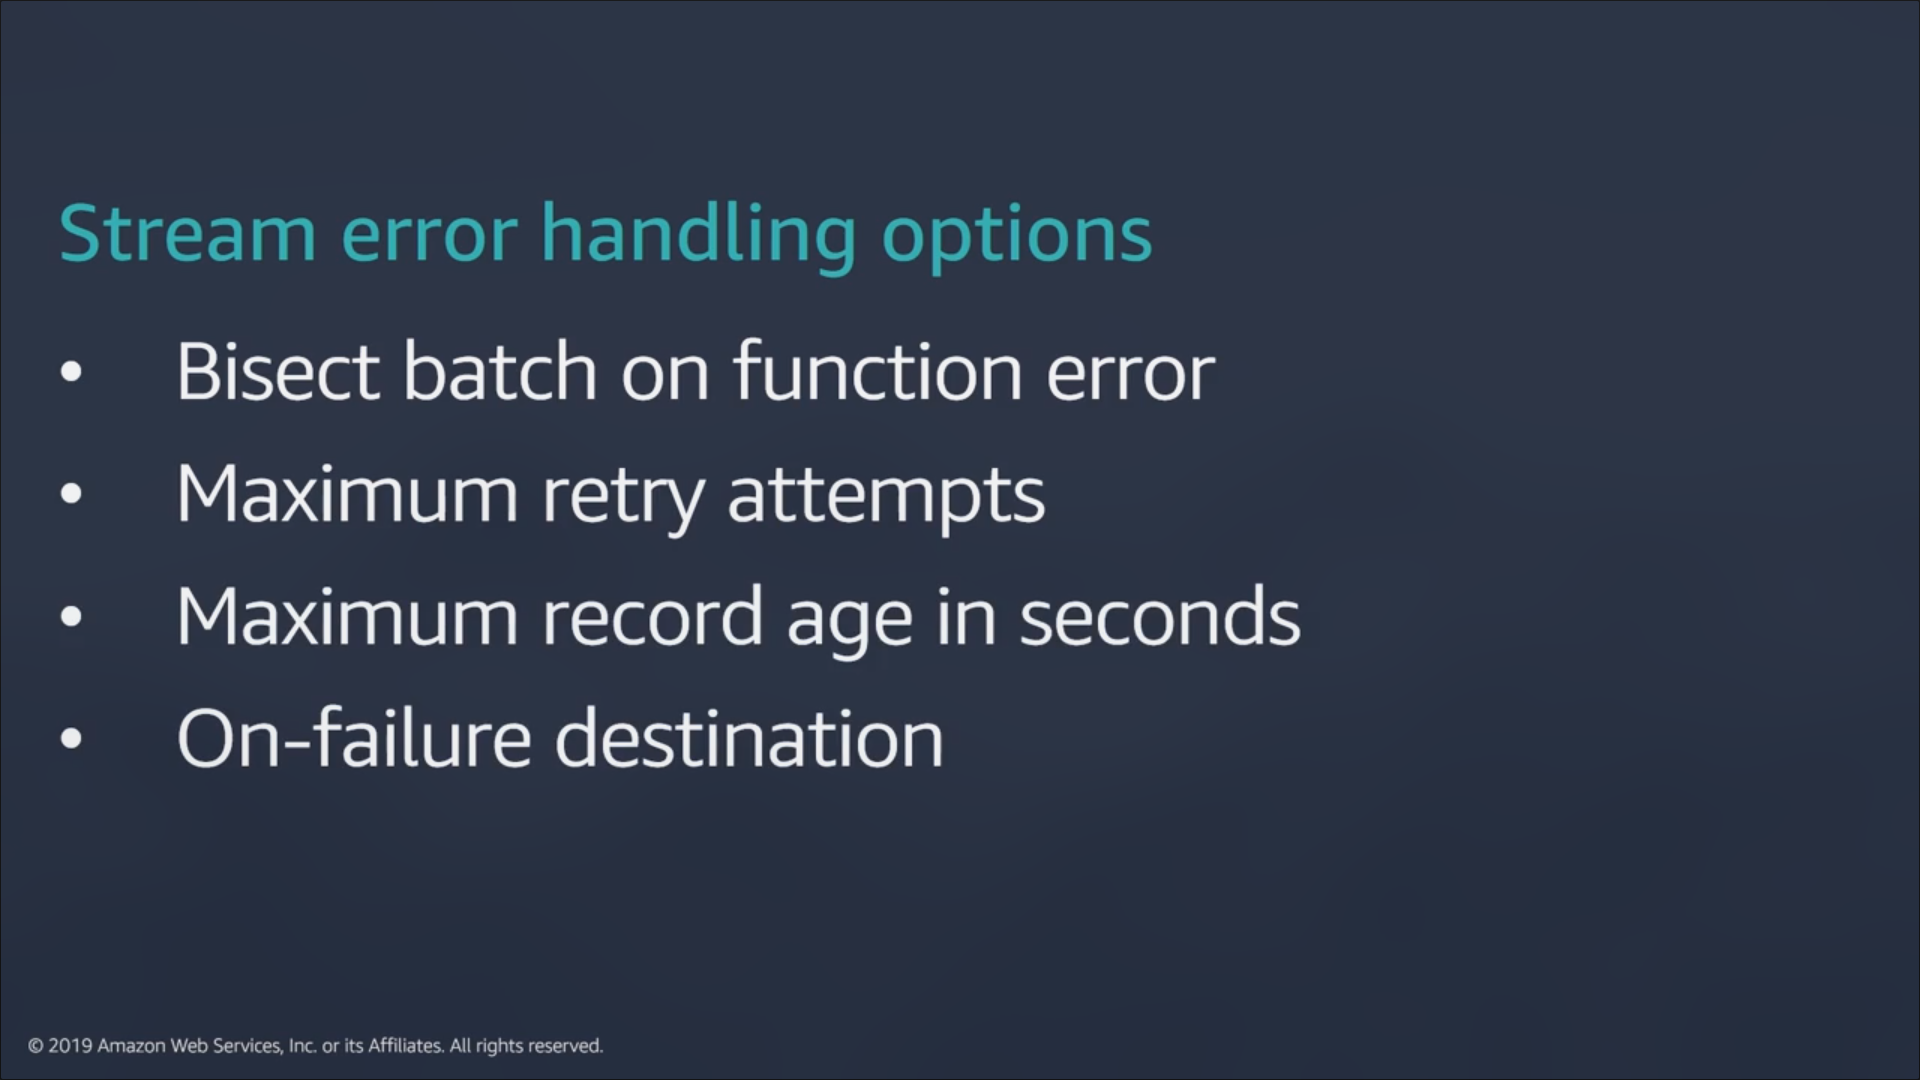 Stream error handling options
• Bisect batch on function error
• Maximum retry attempts
• Maximum record age in seconds
• On-failure destination
© 2019 Amazon Web Services, Inc. or its Affiliates. All rights reserved.